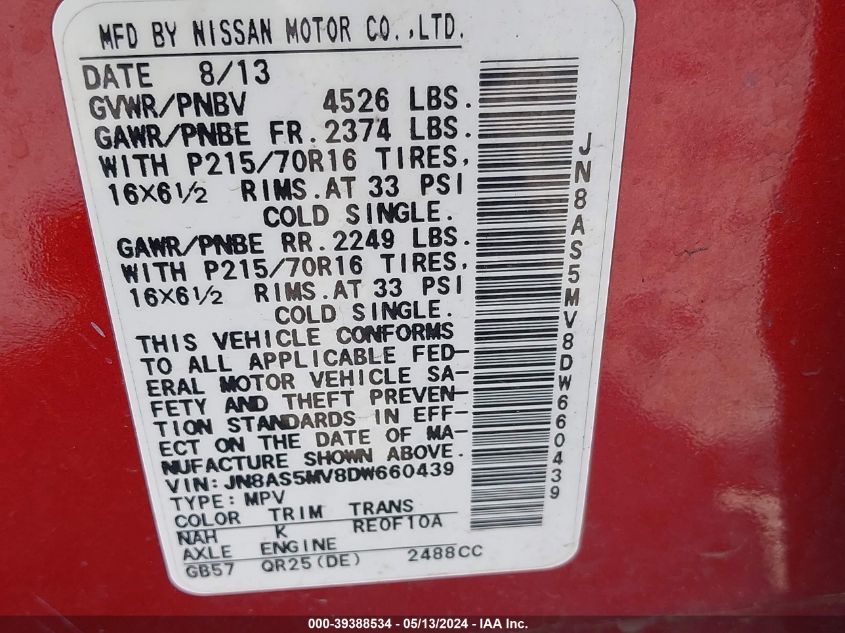 MFD BY NISSAN MOTOR CO.,LTD.
DATE 8/13
GVWR/PNBV 4526 LBS.
GAWR/PNBE FR. 2374 LBS.
WITH P215/70R16 TIRES,
16X6 1/2 RIMS. AT 33 PSI
COLD SINGLE.
GAWR/PNBE RR. 2249 LBS.
WITH P215/70R16 TIRES,
16X6 1/2 RIMS. AT 33 PSI
COLD SINGLE.
THIS VEHICLE CONFORMS
TO ALL APPLICABLE FED-
ERAL MOTOR VEHICLE SA-
FETY AND THEFT PREVEN-
TION STANDARDS IN EFF-
ECT ON THE DATE OF MA-
NUFACTURE SHOWN ABOVE.
VIN: JN8AS5MV8DW660439
TYPE: MPV
COLOR TRIM TRANS
NAH K RE0F10A
AXLE ENGINE
GB57 QR25(DE) 2488CC
JN8AS5MV8DW660439
000-39388534 - 05/13/2024 - IAA Inc.